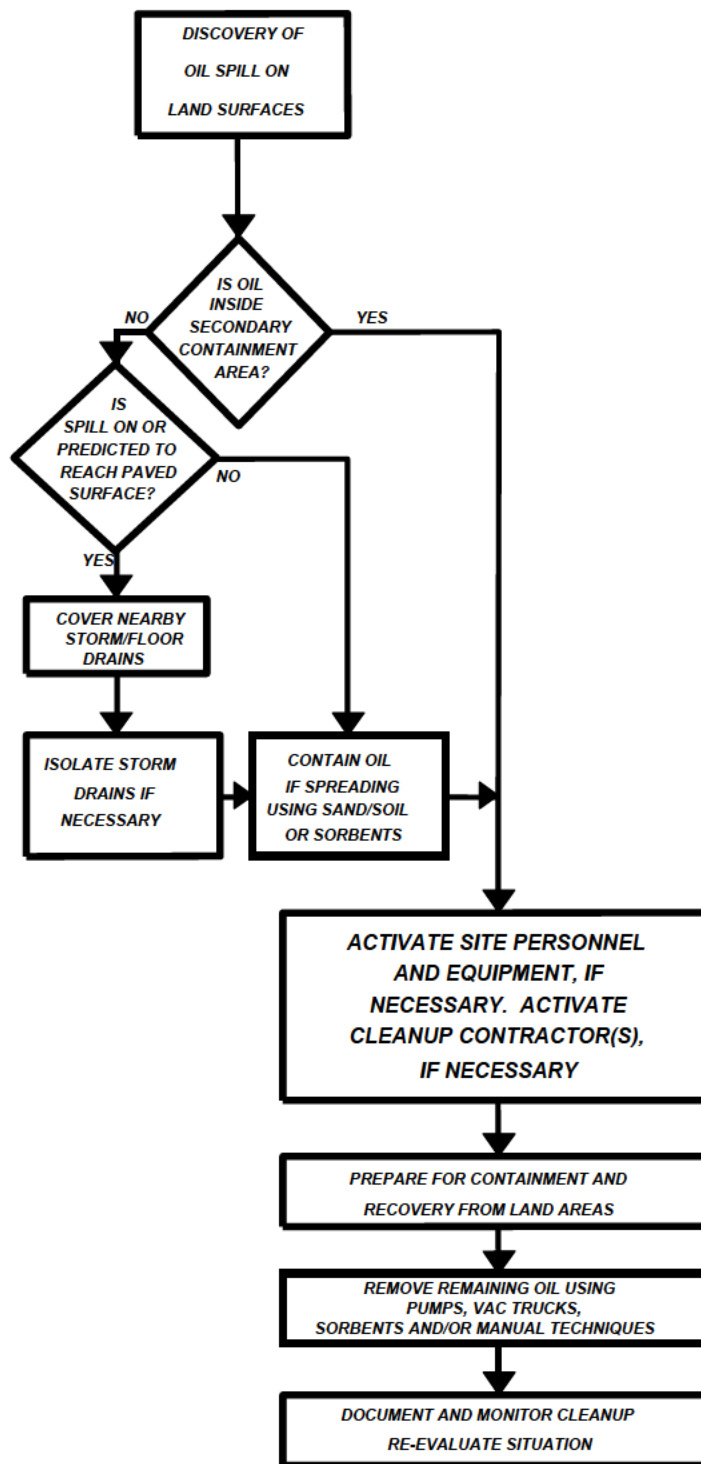 DISCOVERY OF
OIL SPILL ON
LAND SURFACES
IS OIL
INSIDE
SECONDARY
CONTAINMENT
AREA?
NO
YES
IS
SPILL ON OR
PREDICTED TO
REACH PAVED
SURFACE?
NO
YES
COVER NEARBY
STORM/FLOOR
DRAINS
ISOLATE STORM
DRAINS IF
NECESSARY
CONTAIN OIL
IF SPREADING
USING SAND/SOIL
OR SORBENTS
ACTIVATE SITE PERSONNEL
AND EQUIPMENT, IF
NECESSARY. ACTIVATE
CLEANUP CONTRACTOR(S),
IF NECESSARY
PREPARE FOR CONTAINMENT AND
RECOVERY FROM LAND AREAS
REMOVE REMAINING OIL USING
PUMPS, VAC TRUCKS,
SORBENTS AND/OR MANUAL TECHNIQUES
DOCUMENT AND MONITOR CLEANUP
RE-EVALUATE SITUATION